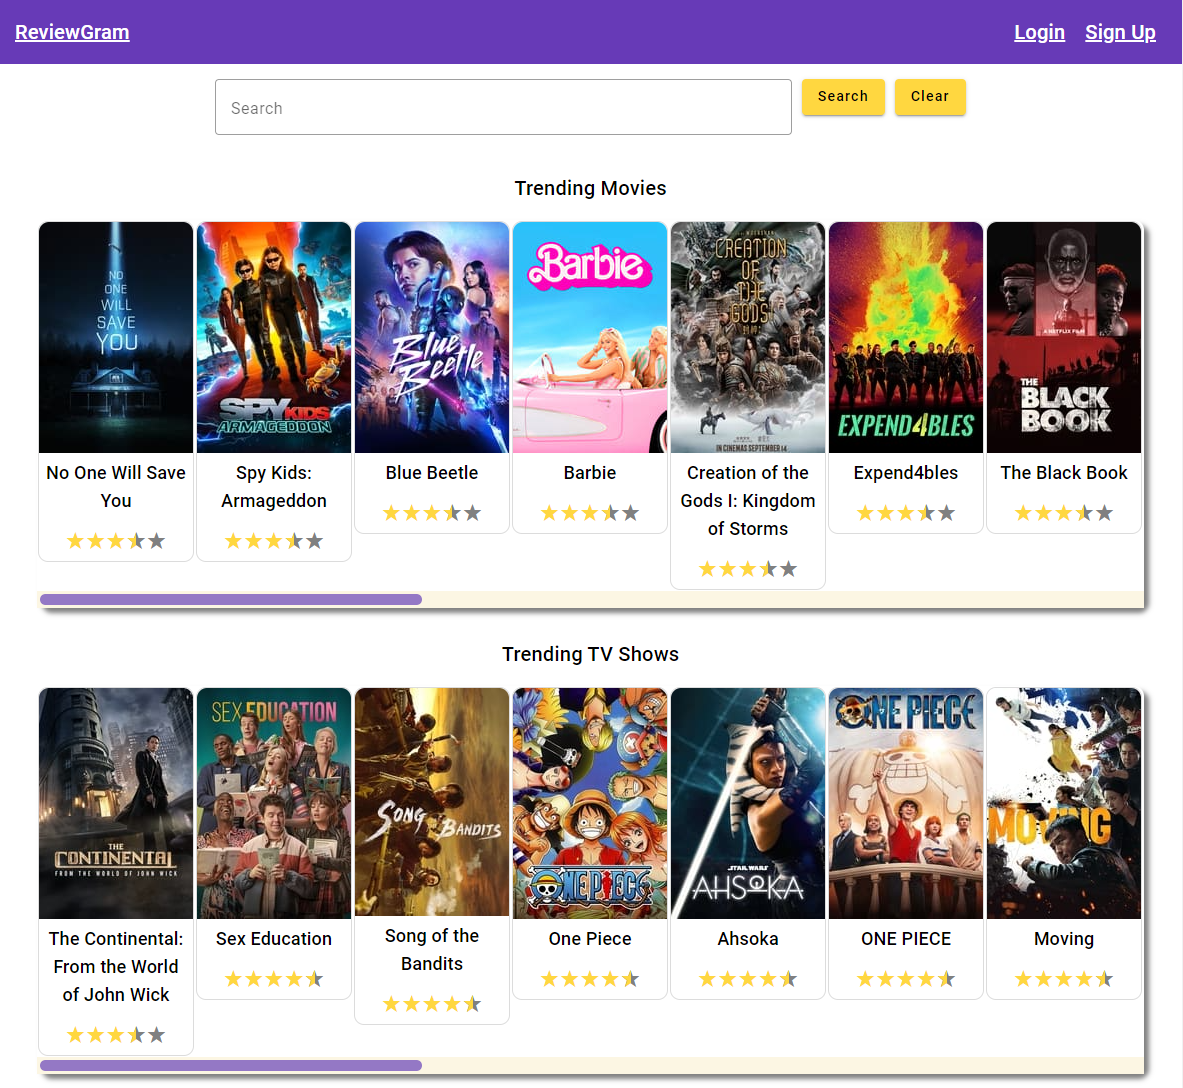 ReviewGram
Login
Sign Up
Search
Search
Clear
Trending Movies
NO
ONE
WILL
SAVE
YOU
SPY KIDS
ARMAGEDDON
Blue
Beetle
Barbie
CREATION
OF
THE
GODS
IN CINEMAS SEPTEMBER 14
EXPEND4BLES
A NETFLIX FILM
THE
BLACK
BOOK
No One Will Save
You
Spy Kids:
Armageddon
Blue Beetle
Barbie
Creation of the
Gods I: Kingdom
of Storms
Expend4bles
The Black Book
Trending TV Shows
THE
CONTINENTAL
FROM THE WORLD OF JOHN WICK
SEX EDUCATION
SONG OF THE BANDITS
ONE PIECE
STAR WARS
AHSOKA
ONE PIECE
MOVING
The Continental:
From the World
of John Wick
Sex Education
Song of the
Bandits
One Piece
Ahsoka
ONE PIECE
Moving